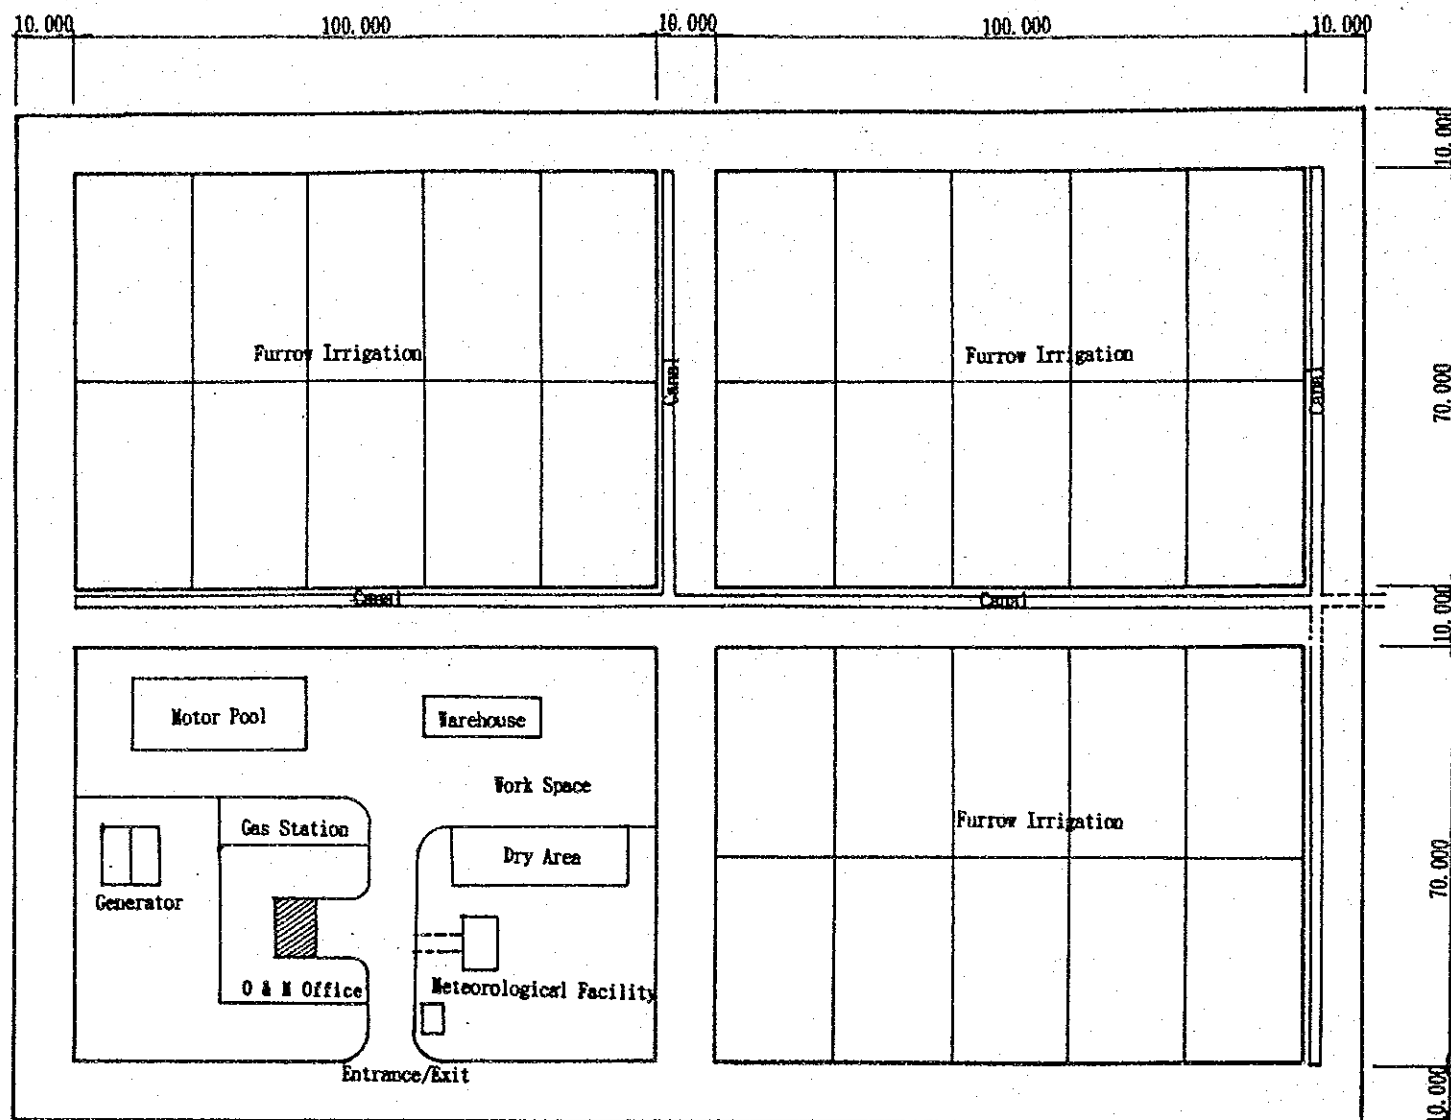 10.000 100.000 10.000 100.000 10.000
10.000
Furrow Irrigation
Furrow Irrigation
Canal
Canal
70.000
Canal
Canal
10.000
Motor Pool
Warehouse
Work Space
Gas Station
Furrow Irrigation
Dry Area
70.000
Generator
O & M Office
Meteorological Facility
Entrance/Exit
10.000